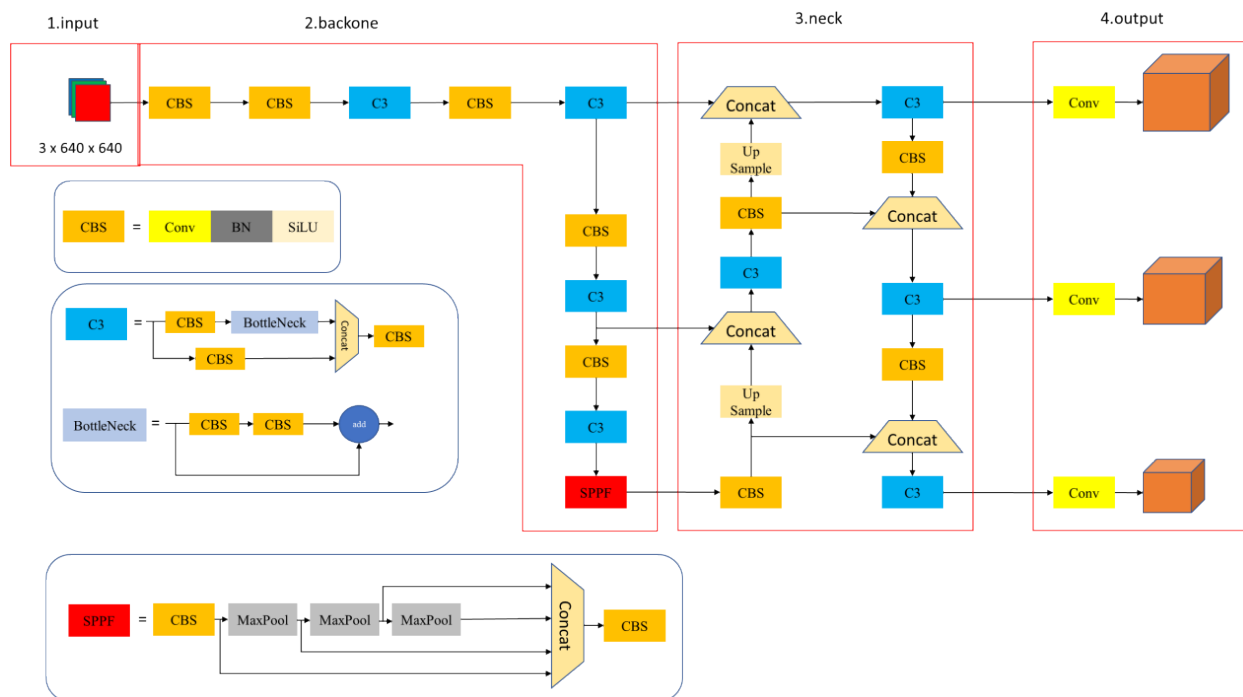 1.input
2.backone
3.neck
4.output
CBS
CBS
C3
CBS
C3
Concat
C3
Conv
3 x 640 x 640
Up
Sample
CBS
CBS
Concat
CBS
C3
C3
C3
Conv
Concat
CBS
CBS
Up
Sample
C3
Concat
SPPF
CBS
C3
Conv
CBS
=
Conv
BN
SiLU
C3
=
CBS
BottleNeck
Concat
CBS
CBS
BottleNeck
=
CBS
CBS
add
SPPF
=
CBS
MaxPool
MaxPool
MaxPool
Concat
CBS